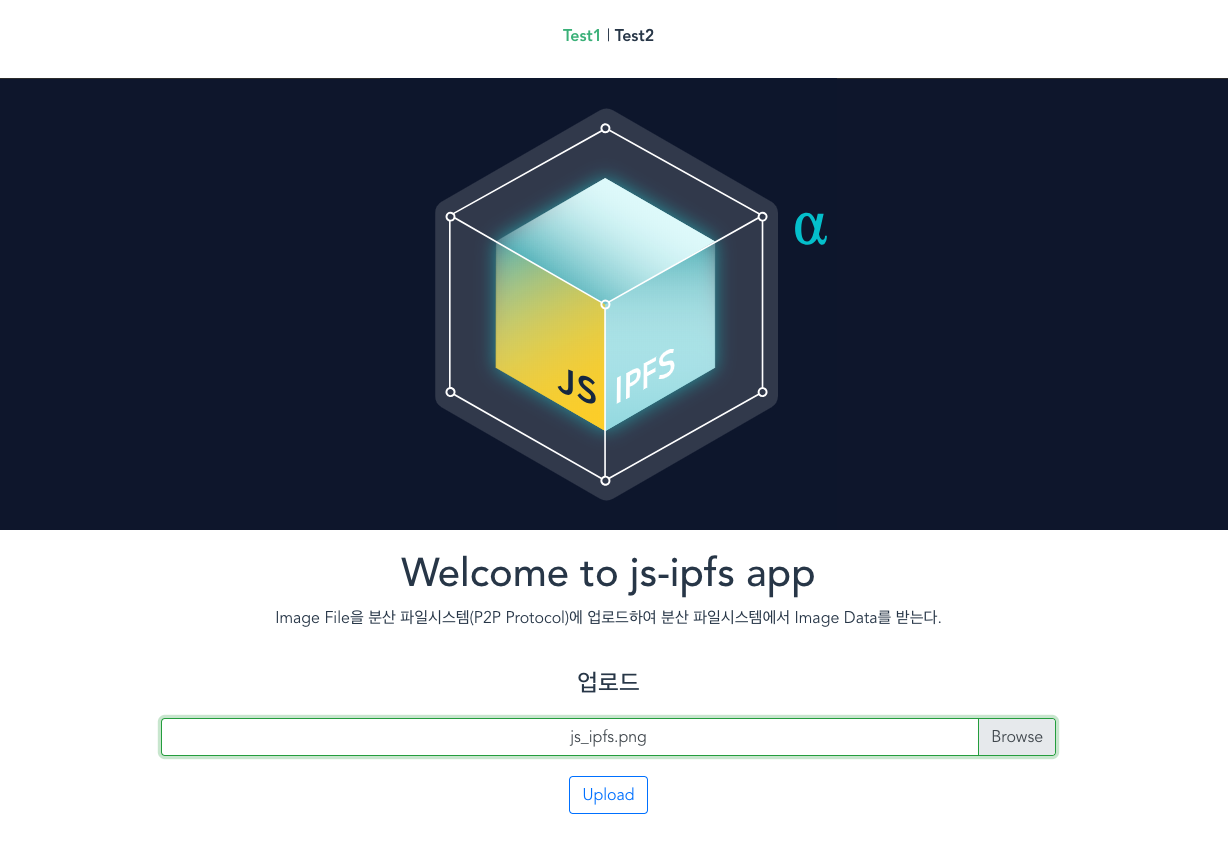 Test1 | Test2
α
JS IPFS
Welcome to js-ipfs app
Image File을 분산 파일시스템(P2P Protocol)에 업로드하여 분산 파일시스템에서 Image Data를 받는다.
업로드
js_ipfs.png Browse
Upload